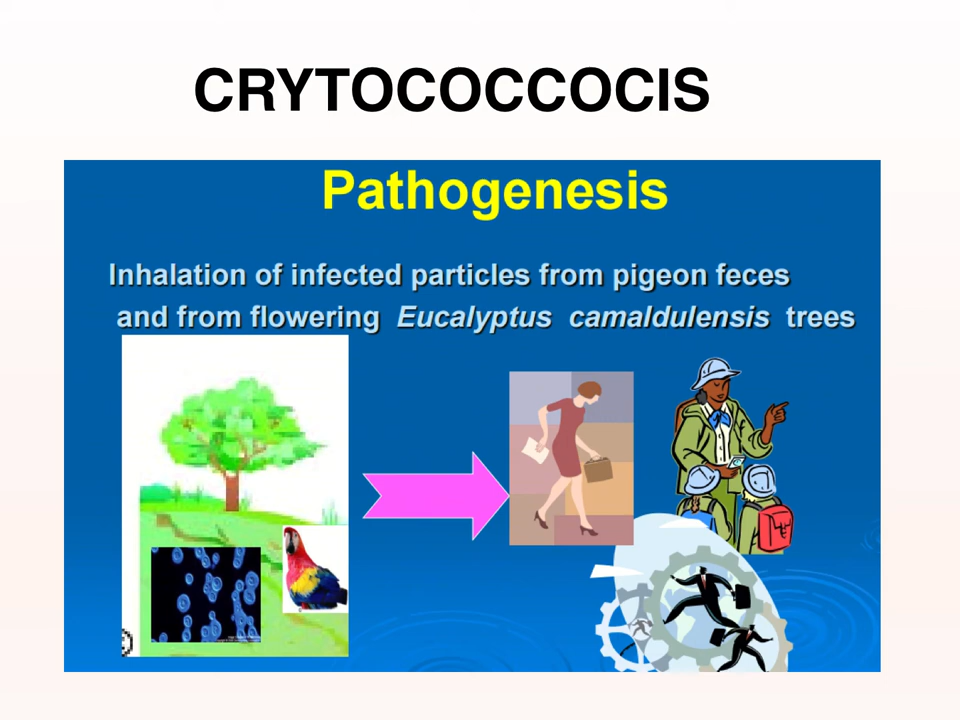 CRYTOCOCCOCIS
Pathogenesis
Inhalation of infected particles from pigeon feces
and from flowering Eucalyptus camaldulensis trees